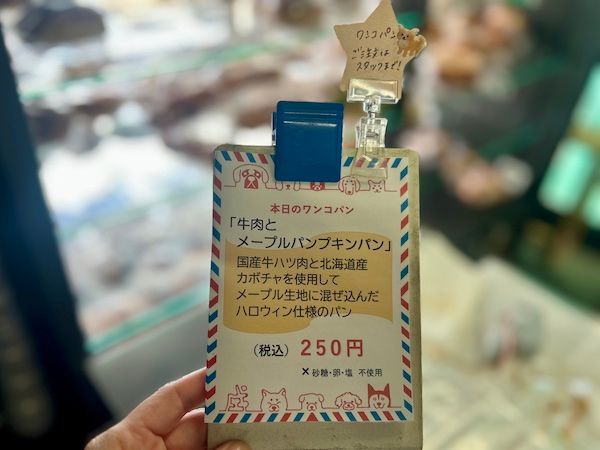 ワンコパンの
ご注文は
スタッフまで!
本日のワンコパン
「牛肉と
メープルパンプキンパン」
国産牛ハツ肉と北海道産
カボチャを使用して
メープル生地に混ぜ込んだ
ハロウィン仕様のパン
(税込) 250円
×砂糖・卵・塩 不使用